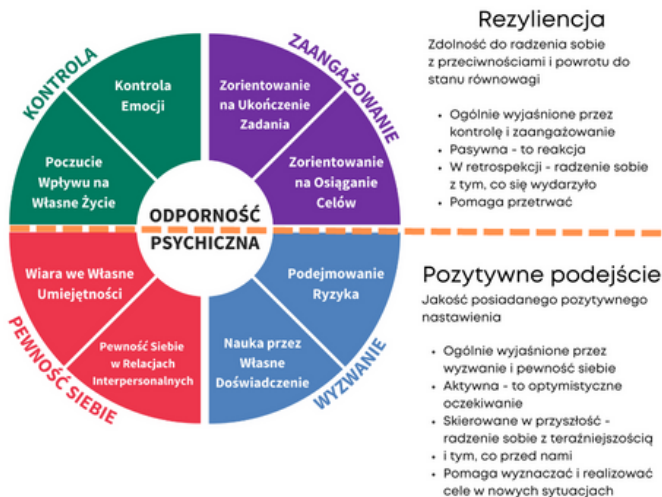 KONTROLA
Kontrola
Emocji
Poczucie
Wpływu na
Własne Życie
ZAANGAŻOWANIE
Zorientowanie
na Ukończenie
Zadania
Zorientowanie
na Osiąganie
Celów
ODPORNOŚĆ
PSYCHICZNA
Wiara we Własne
Umiejętności
Pewność Siebie
w Relacjach
Interpersonalnych
PEWNOŚĆ SIEBIE
Podejmowanie
Ryzyka
Nauka przez
Własne
Doświadczenie
WYZWANIE
Rezyliencja
Zdolność do radzenia sobie
z przeciwnościami i powrotu do
stanu równowagi
• Ogólnie wyjaśnione przez
kontrolę i zaangażowanie
• Pasywna - to reakcja
• W retrospekcji - radzenie sobie
z tym, co się wydarzyło
• Pomaga przetrwać
Pozytywne podejście
Jakość posiadanego pozytywnego
nastawienia
• Ogólnie wyjaśnione przez
wyzwanie i pewność siebie
• Aktywna - to optymistyczne
oczekiwanie
• Skierowane w przyszłość -
radzenie sobie z teraźniejszością
• i tym, co przed nami
• Pomaga wyznaczać i realizować
cele w nowych sytuacjach